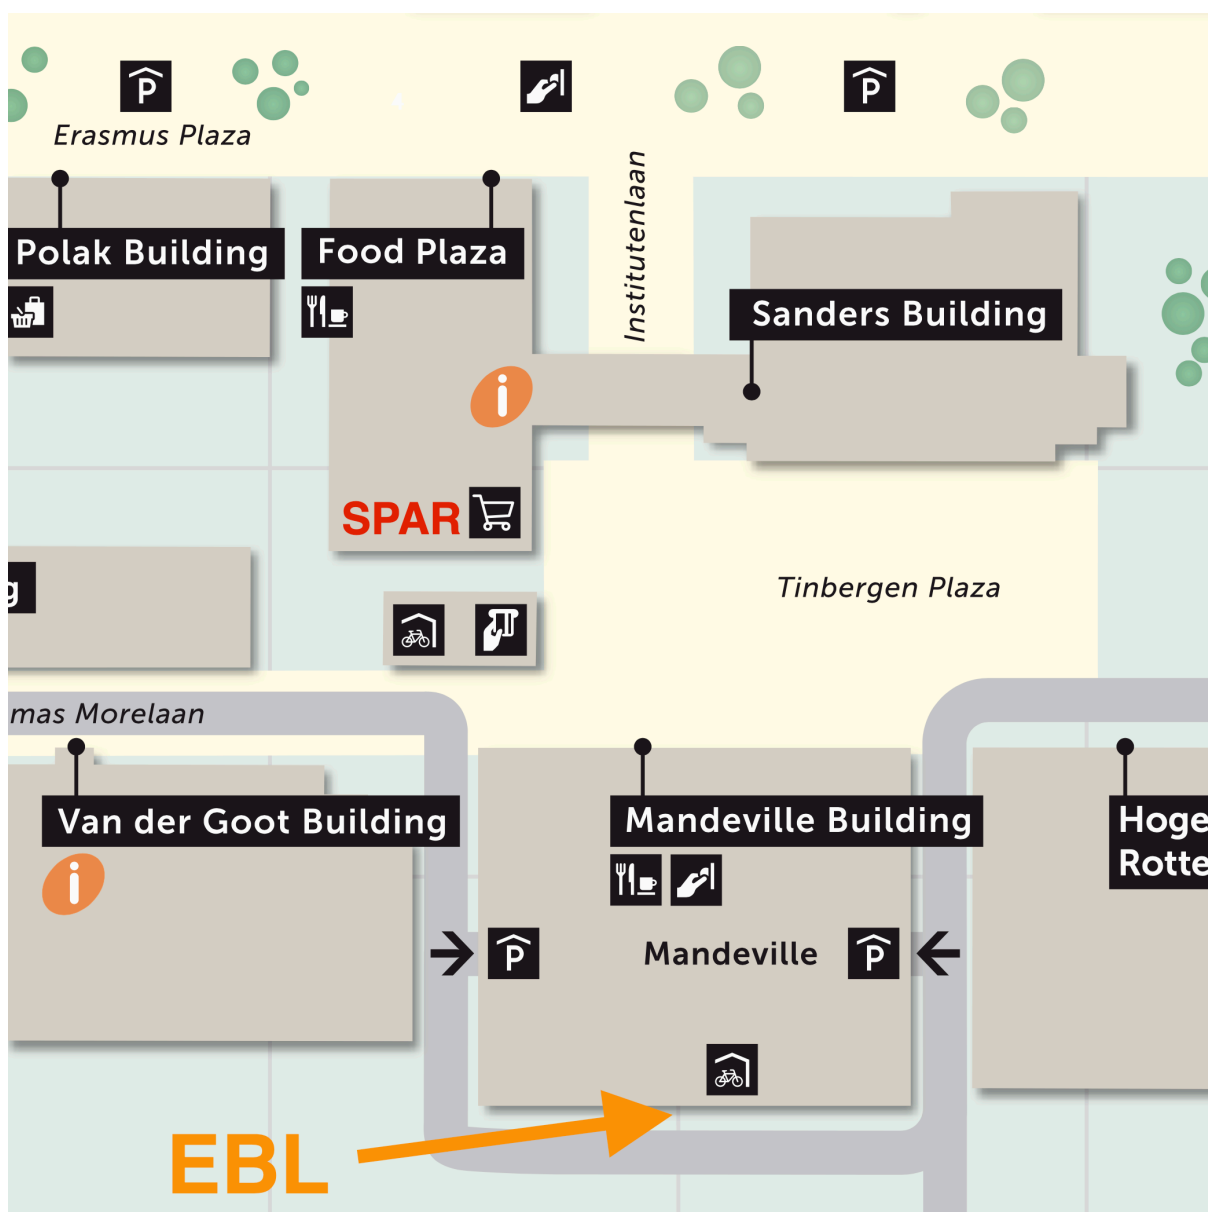 P
P
Erasmus Plaza
Institutenlaan
Polak Building
Food Plaza
Sanders Building
i
SPAR
g
Tinbergen Plaza
mas Morelaan
Van der Goot Building
Mandeville Building
Hoge
Rotte
i
P
Mandeville
P
EBL